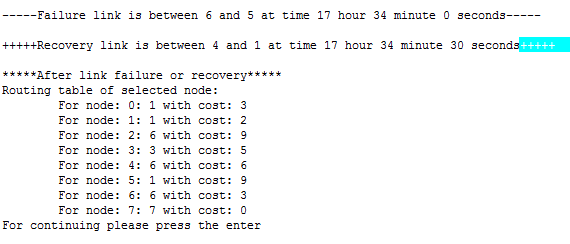 -----Failure link is between 6 and 5 at time 17 hour 34 minute 0 seconds-----
+++++Recovery link is between 4 and 1 at time 17 hour 34 minute 30 seconds+++++
*****After link failure or recovery*****
Routing table of selected node:
For node: 0: 1 with cost: 3
For node: 1: 1 with cost: 2
For node: 2: 6 with cost: 9
For node: 3: 3 with cost: 5
For node: 4: 6 with cost: 6
For node: 5: 1 with cost: 9
For node: 6: 6 with cost: 3
For node: 7: 7 with cost: 0
For continuing please press the enter